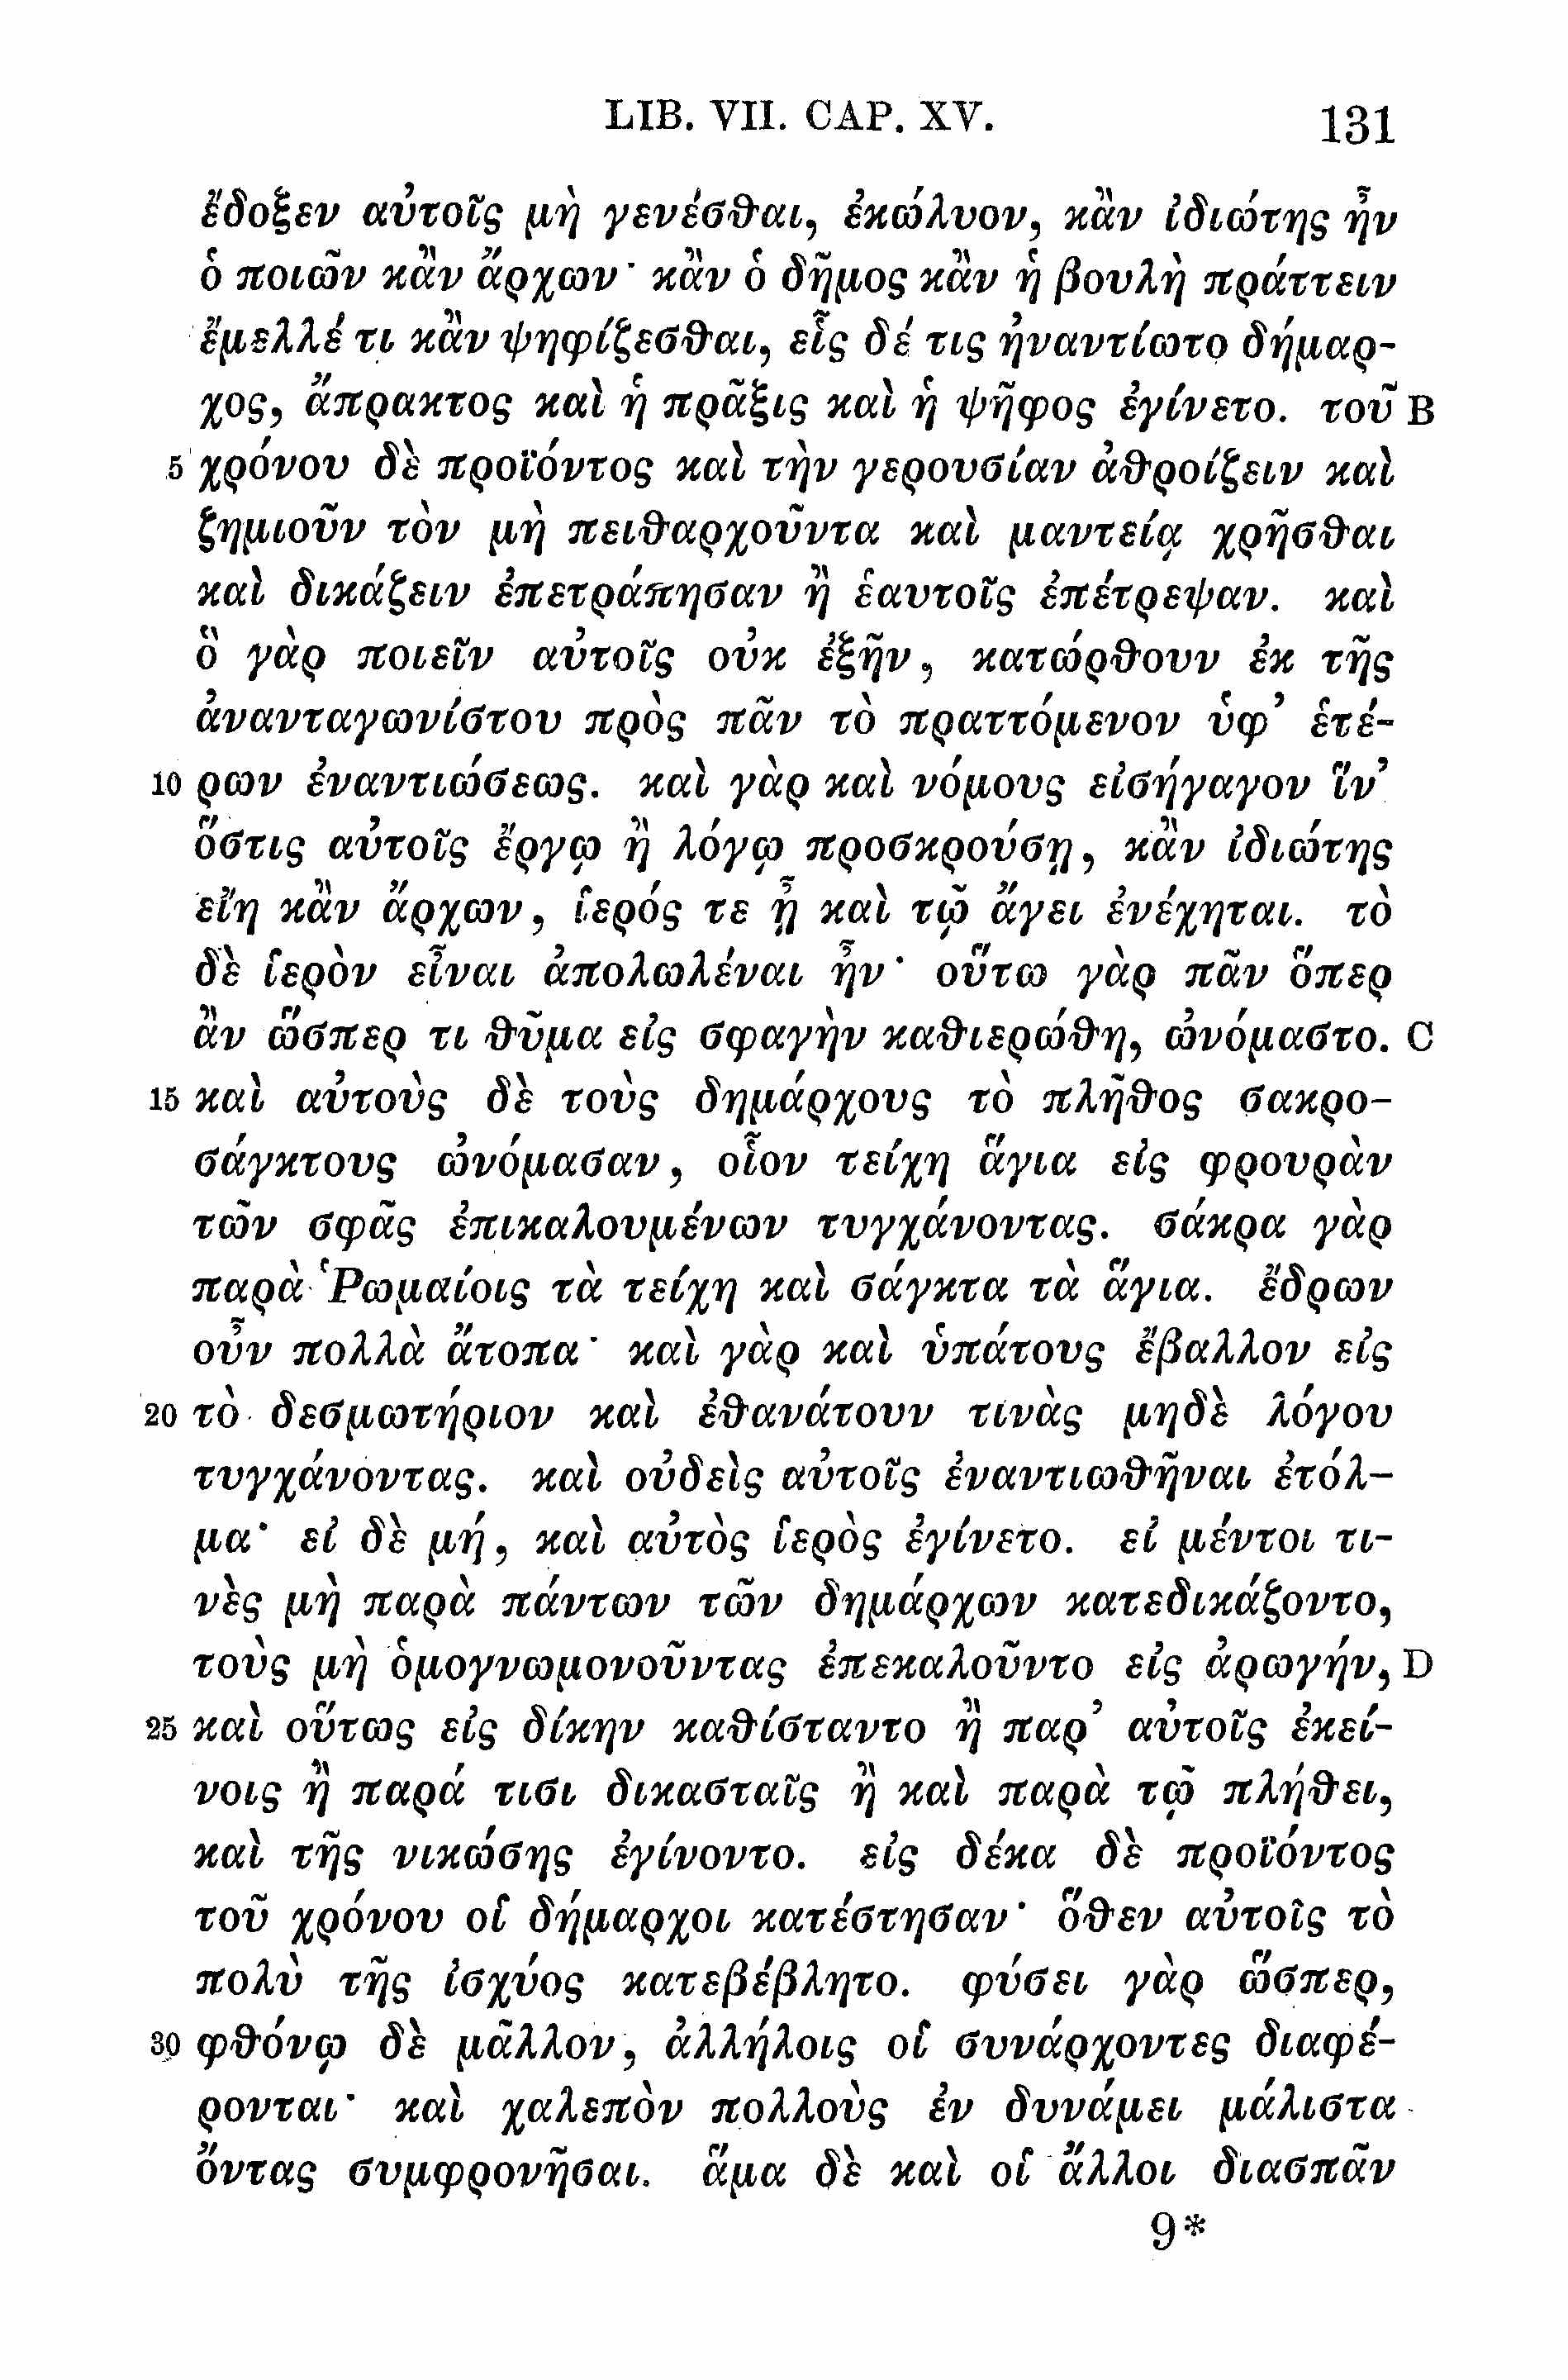 LIB. VII. CAP. XV. 131
ἔδοξεν αὐτοῖς μὴ γενέσθαι, ἐκώλυον, κἂν ἰδιώτης ἦν
ὁ ποιῶν κἂν ἄρχων· κἂν ὁ δῆμος κἂν ἡ βουλὴ πράττειν
ἔμελλέ τι κἂν ψηφίζεσθαι, εἷς δέ τις ἠναντίωτο δήμαρ-
χος, ἄπρακτος καὶ ἡ πρᾶξις καὶ ἡ ψῆφος ἐγίνετο. τοῦ B
5 χρόνου δὲ προϊόντος καὶ τὴν γερουσίαν ἀθροίζειν καὶ
ζημιοῦν τὸν μὴ πειθαρχοῦντα καὶ μαντείᾳ χρῆσθαι
καὶ δικάζειν ἐπετράπησαν ἢ ἑαυτοῖς ἐπέτρεψαν. καὶ
ὃ γὰρ ποιεῖν αὐτοῖς οὐκ ἐξῆν, κατώρθουν ἐκ τῆς
ἀνανταγωνίστου πρὸς πᾶν τὸ πραττόμενον ὑφ’ ἑτέ-
10 ρων ἐναντιώσεως. καὶ γὰρ καὶ νόμους εἰσήγαγον ἵν’
ὅστις αὐτοῖς ἔργῳ ἢ λόγῳ προσκρούσῃ, κἂν ἰδιώτης
εἴη κἂν ἄρχων, ἱερός τε ᾖ καὶ τῷ ἄγει ἐνέχηται. τὸ
δὲ ἱερὸν εἶναι ἀπολωλέναι ἦν· οὕτω γὰρ πᾶν ὅπερ
ἂν ὥσπερ τι θῦμα εἰς σφαγὴν καθιερώθη, ὠνόμαστο. C
15 καὶ αὐτοὺς δὲ τοὺς δημάρχους τὸ πλῆθος σακρο-
σάγκτους ὠνόμασαν, οἷον τείχη ἅγια εἰς φρουρὰν
τῶν σφᾶς ἐπικαλουμένων τυγχάνοντας. σάκρα γὰρ
παρὰ Ῥωμαίοις τὰ τείχη καὶ σάγκτα τὰ ἅγια. ἔδρων
οὖν πολλὰ ἄτοπα· καὶ γὰρ καὶ ὑπάτους ἔβαλλον εἰς
20 τὸ δεσμωτήριον καὶ ἐθανάτουν τινὰς μηδὲ λόγου
τυγχάνοντας. καὶ οὐδεὶς αὐτοῖς ἐναντιωθῆναι ἐτόλ-
μα· εἰ δὲ μή, καὶ αὐτὸς ἱερὸς ἐγίνετο. εἰ μέντοι τι-
νὲς μὴ παρὰ πάντων τῶν δημάρχων κατεδικάζοντο,
τοὺς μὴ ὁμογνωμονοῦντας ἐπεκαλοῦντο εἰς ἀρωγήν, D
25 καὶ οὕτως εἰς δίκην καθίσταντο ἢ παρ’ αὐτοῖς ἐκεί-
νοις ἢ παρά τισι δικασταῖς ἢ καὶ παρὰ τῷ πλήθει,
καὶ τῆς νικώσης ἐγίνοντο. εἰς δέκα δὲ προϊόντος
τοῦ χρόνου οἱ δήμαρχοι κατέστησαν· ὅθεν αὐτοῖς τὸ
πολὺ τῆς ἰσχύος κατεβέβλητο. φύσει γὰρ ὥσπερ,
30 φθόνῳ δὲ μᾶλλον, ἀλλήλοις οἱ συνάρχοντες διαφέ-
ρονται· καὶ χαλεπὸν πολλοὺς ἐν δυνάμει μάλιστα
ὄντας συμφρονῆσαι. ἅμα δὲ καὶ οἱ ἄλλοι διασπᾶν
9*